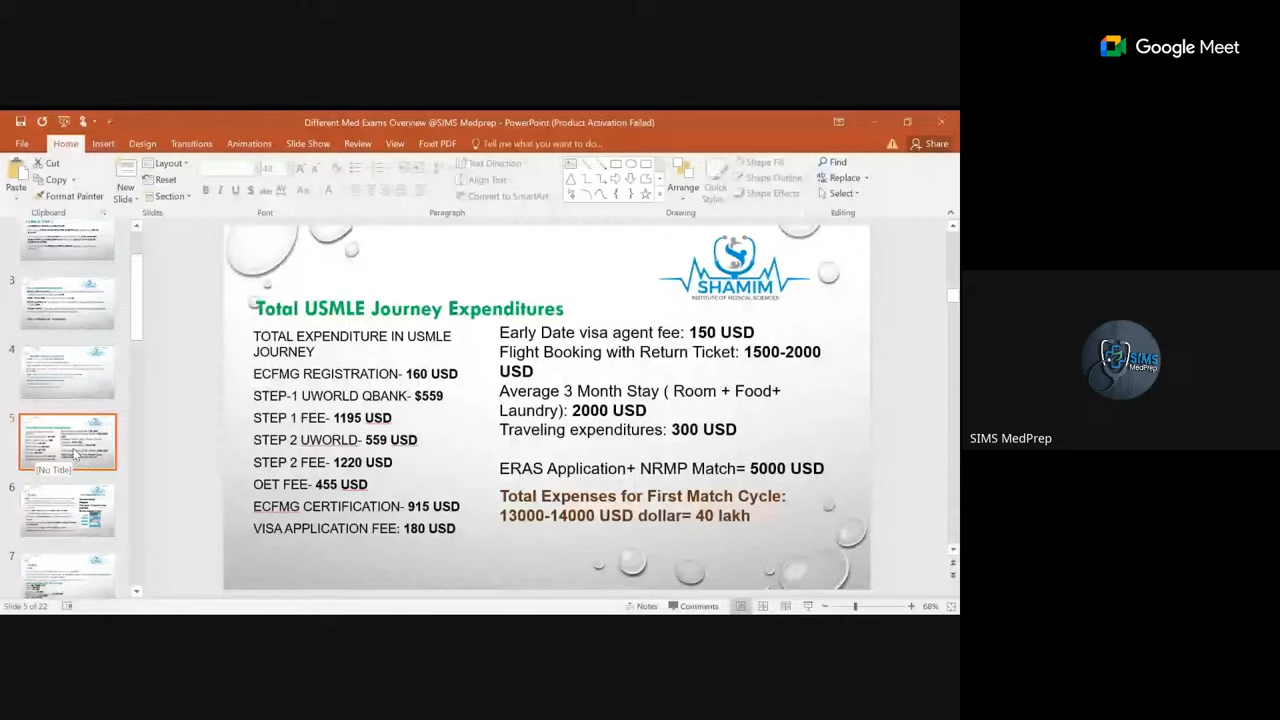 Google Meet
Different Med Exams Overview @SIMS Medprep - PowerPoint (Product Activation Failed)
File Home Insert Design Transitions Animations Slide Show Review View Foxit PDF Tell me what you want to do... Share
Paste
Cut
Copy
Format Painter
Clipboard
New
Slide
Layout
Reset
Section
Slides
48
B I U S abc
Font
Text Direction
Align Text
Convert to SmartArt
Paragraph
Arrange
Quick
Styles
Shape Fill
Shape Outline
Shape Effects
Drawing
Find
Replace
Select
Editing
3
4
5
[No Title]
6
7
SHAMIM
INSTITUTE OF MEDICAL SCIENCES
Total USMLE Journey Expenditures
TOTAL EXPENDITURE IN USMLE
JOURNEY
ECFMG REGISTRATION- 160 USD
STEP-1 UWORLD QBANK- $559
STEP 1 FEE- 1195 USD
STEP 2 UWORLD- 559 USD
STEP 2 FEE- 1220 USD
OET FEE- 455 USD
ECFMG CERTIFICATION- 915 USD
VISA APPLICATION FEE: 180 USD
Early Date visa agent fee: 150 USD
Flight Booking with Return Ticket: 1500-2000
USD
Average 3 Month Stay ( Room + Food+
Laundry): 2000 USD
Traveling expenditures: 300 USD
ERAS Application+ NRMP Match= 5000 USD
Total Expenses for First Match Cycle:
13000-14000 USD dollar= 40 lakh
Slide 5 of 22
Notes Comments 68%
SIMS
MedPrep
SIMS MedPrep